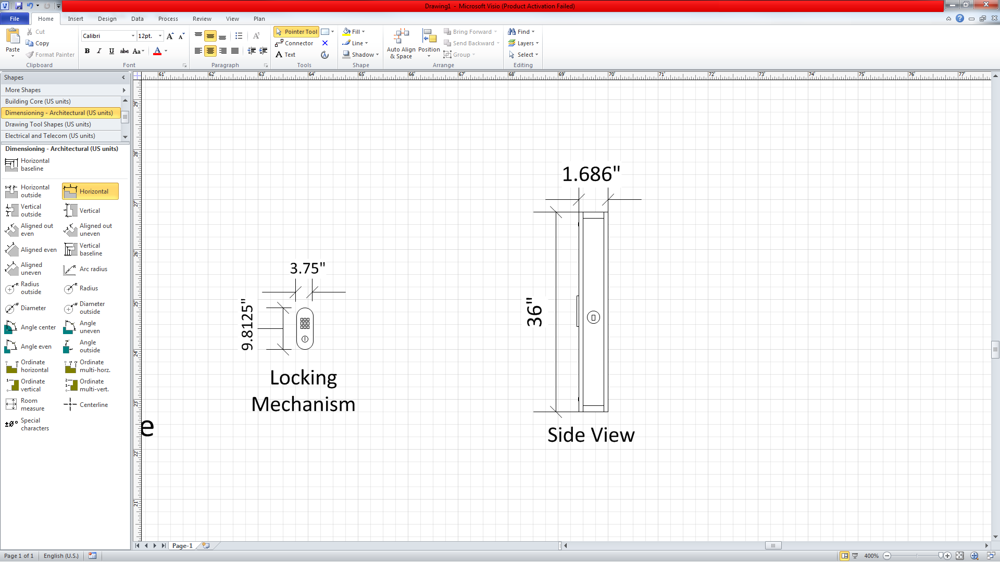 Drawing1 - Microsoft Visio (Product Activation Failed)
File Home Insert Design Data Process Review View Plan
Paste
Cut
Copy
Format Painter
Clipboard
Calibri 12pt.
B I U abc Aa A
Font
Paragraph
Pointer Tool
Connector
Text
Tools
Fill
Line
Shadow
Shape
Auto Align & Space
Position
Bring Forward
Send Backward
Group
Arrange
Find
Layers
Select
Editing
Shapes
More Shapes
Building Core (US units)
Dimensioning - Architectural (US units)
Drawing Tool Shapes (US units)
Electrical and Telecom (US units)
Dimensioning - Architectural (US units)
Horizontal baseline
Horizontal outside
Horizontal
Vertical outside
Vertical
Aligned out even
Aligned out uneven
Aligned even
Vertical baseline
Aligned uneven
Arc radius
Radius outside
Radius
Diameter
Diameter outside
Angle center
Angle uneven
Angle even
Angle outside
Ordinate horizontal
Ordinate multi-horz.
Ordinate vertical
Ordinate multi-vert.
Room measure
Centerline
Special characters
61' 62' 63' 64' 65' 66' 67' 68' 69' 70' 71' 72' 73' 74' 75' 76' 77'
29'
28'
27'
26'
25'
24'
23'
22'
21'
e
3.75"
9.8125"
Locking
Mechanism
1.686"
36"
Side View
Page-1
Page 1 of 1 English (U.S.) 400%